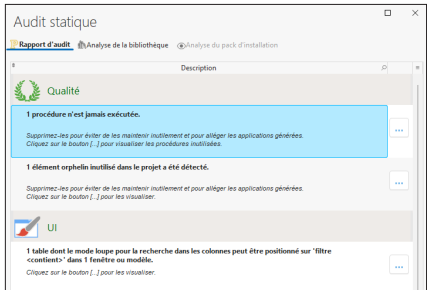 Audit statique
Rapport d'audit Analyse de la bibliothèque Analyse du pack d'installation
Description
Qualité
1 procédure n'est jamais exécutée.
Supprimez-les pour éviter de les maintenir inutilement et pour alléger les applications générées.
Cliquez sur le bouton [...] pour visualiser les procédures inutilisées.
...
1 élément orphelin inutilisé dans le projet a été détecté.
Supprimez-les pour éviter de les maintenir inutilement et pour alléger les applications générées.
Cliquez sur le bouton [...] pour les visualiser.
...
UI
1 table dont le mode loupe pour la recherche dans les colonnes peut être positionné sur "filtre
<contient>" dans 1 fenêtre ou modèle.
Cliquez sur le bouton [...] pour les visualiser.
...